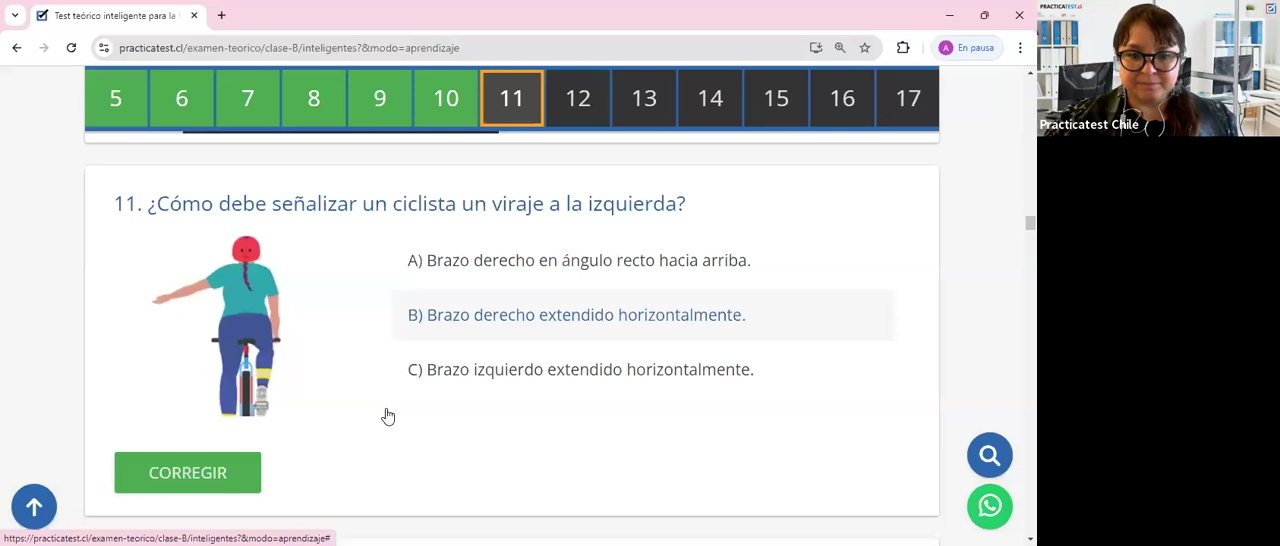 Test teórico inteligente para la
practicatest.cl/examen-teorico/clase-B/inteligentes?&modo=aprendizaje
A
En pausa
5 6 7 8 9 10 11 12 13 14 15 16 17
11. ¿Cómo debe señalizar un ciclista un viraje a la izquierda?
A) Brazo derecho en ángulo recto hacia arriba.
B) Brazo derecho extendido horizontalmente.
C) Brazo izquierdo extendido horizontalmente.
CORREGIR
https://practicatest.cl/examen-teorico/clase-B/inteligentes?&modo=aprendizaje#
PRACTICATEST.cl
Practicatest Chile